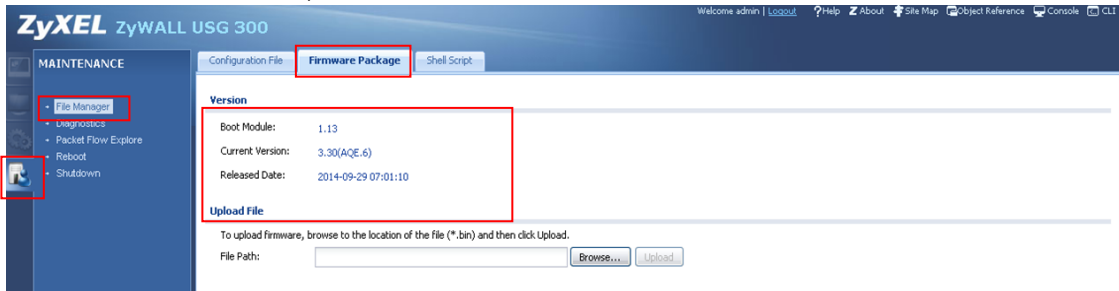 Welcome admin | Logout ?Help Z About Site Map Object Reference Console CLI
ZyXEL ZyWALL USG 300
MAINTENANCE
Configuration File Firmware Package Shell Script
File Manager
Diagnostics
Packet Flow Explore
Reboot
Shutdown
Version
Boot Module: 1.13
Current Version: 3.30(AQE.6)
Released Date: 2014-09-29 07:01:10
Upload File
To upload firmware, browse to the location of the file (*.bin) and then click Upload.
File Path: Browse... Upload